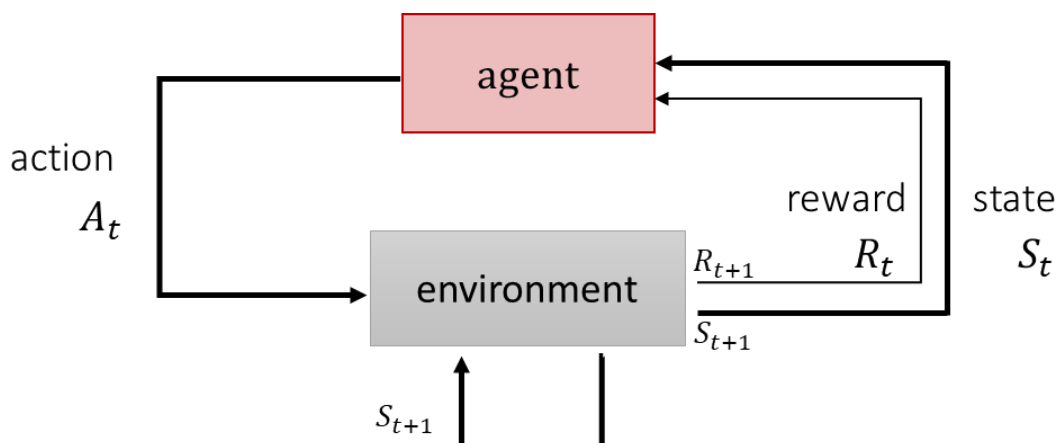 agent
action
A_t
reward
R_t
state
S_t
environment
R_{t+1}
S_{t+1}
S_{t+1}